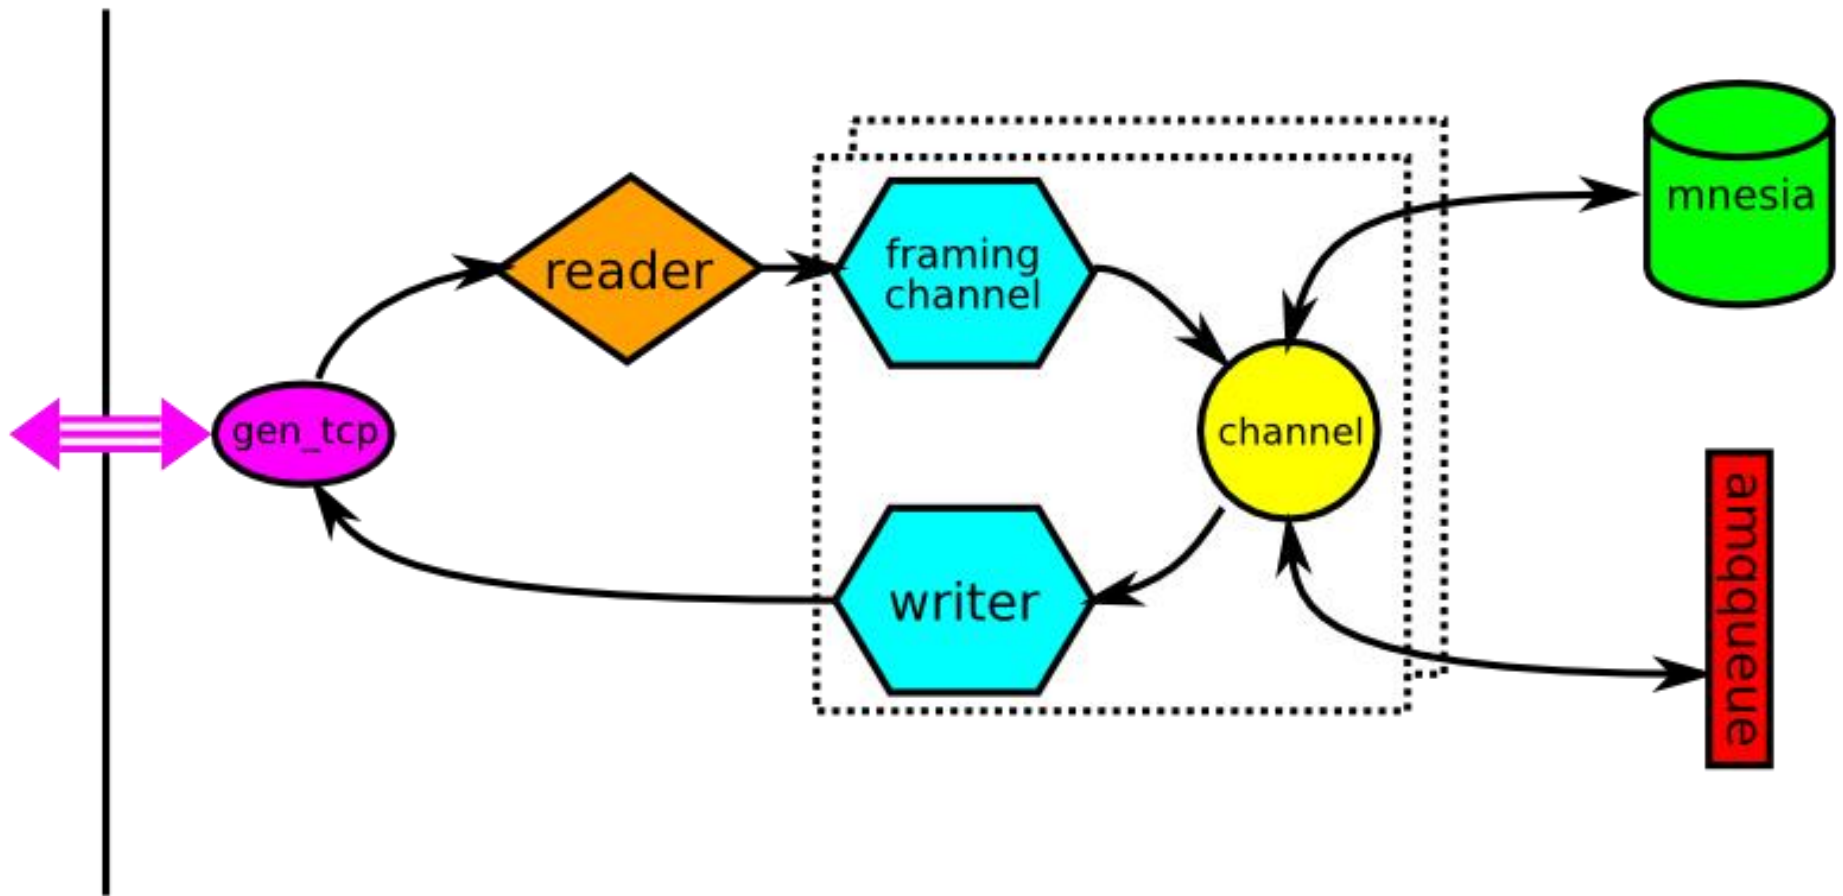 mnesia
reader
framing
channel
gen_tcp
channel
writer
amqqueue